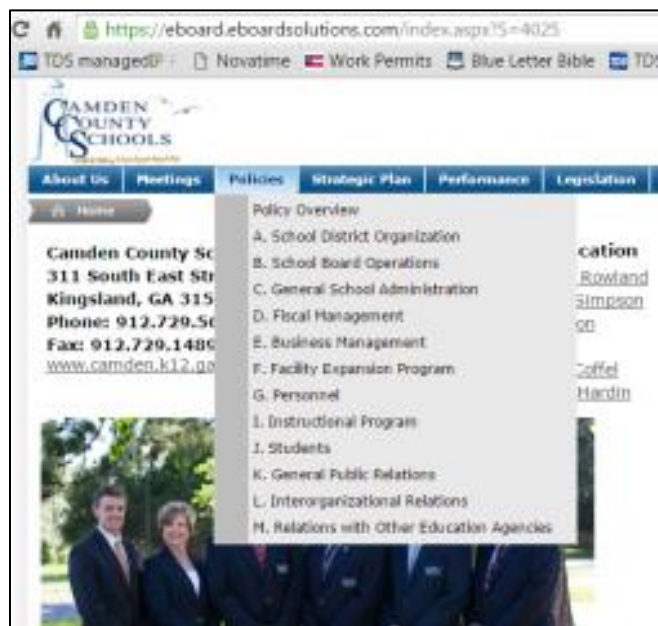 https://eboard.eboardsolutions.com/index.aspx?S=4025
TDS managedIP Novatime Work Permits Blue Letter Bible TDS
CAMDEN
COUNTY
SCHOOLS
About Us Meetings Policies Strategic Plan Performance Legislation
Home
Policy Overview
A. School District Organization
B. School Board Operations
C. General School Administration
D. Fiscal Management
E. Business Management
F. Facility Expansion Program
G. Personnel
I. Instructional Program
J. Students
K. General Public Relations
L. Interorganizational Relations
M. Relations with Other Education Agencies
Camden County Sc
311 South East Str
Kingsland, GA 315
Phone: 912.729.56
Fax: 912.729.1489
www.camden.k12.ga
cation
Rowland
Simpson
on
Coffel
Hardin